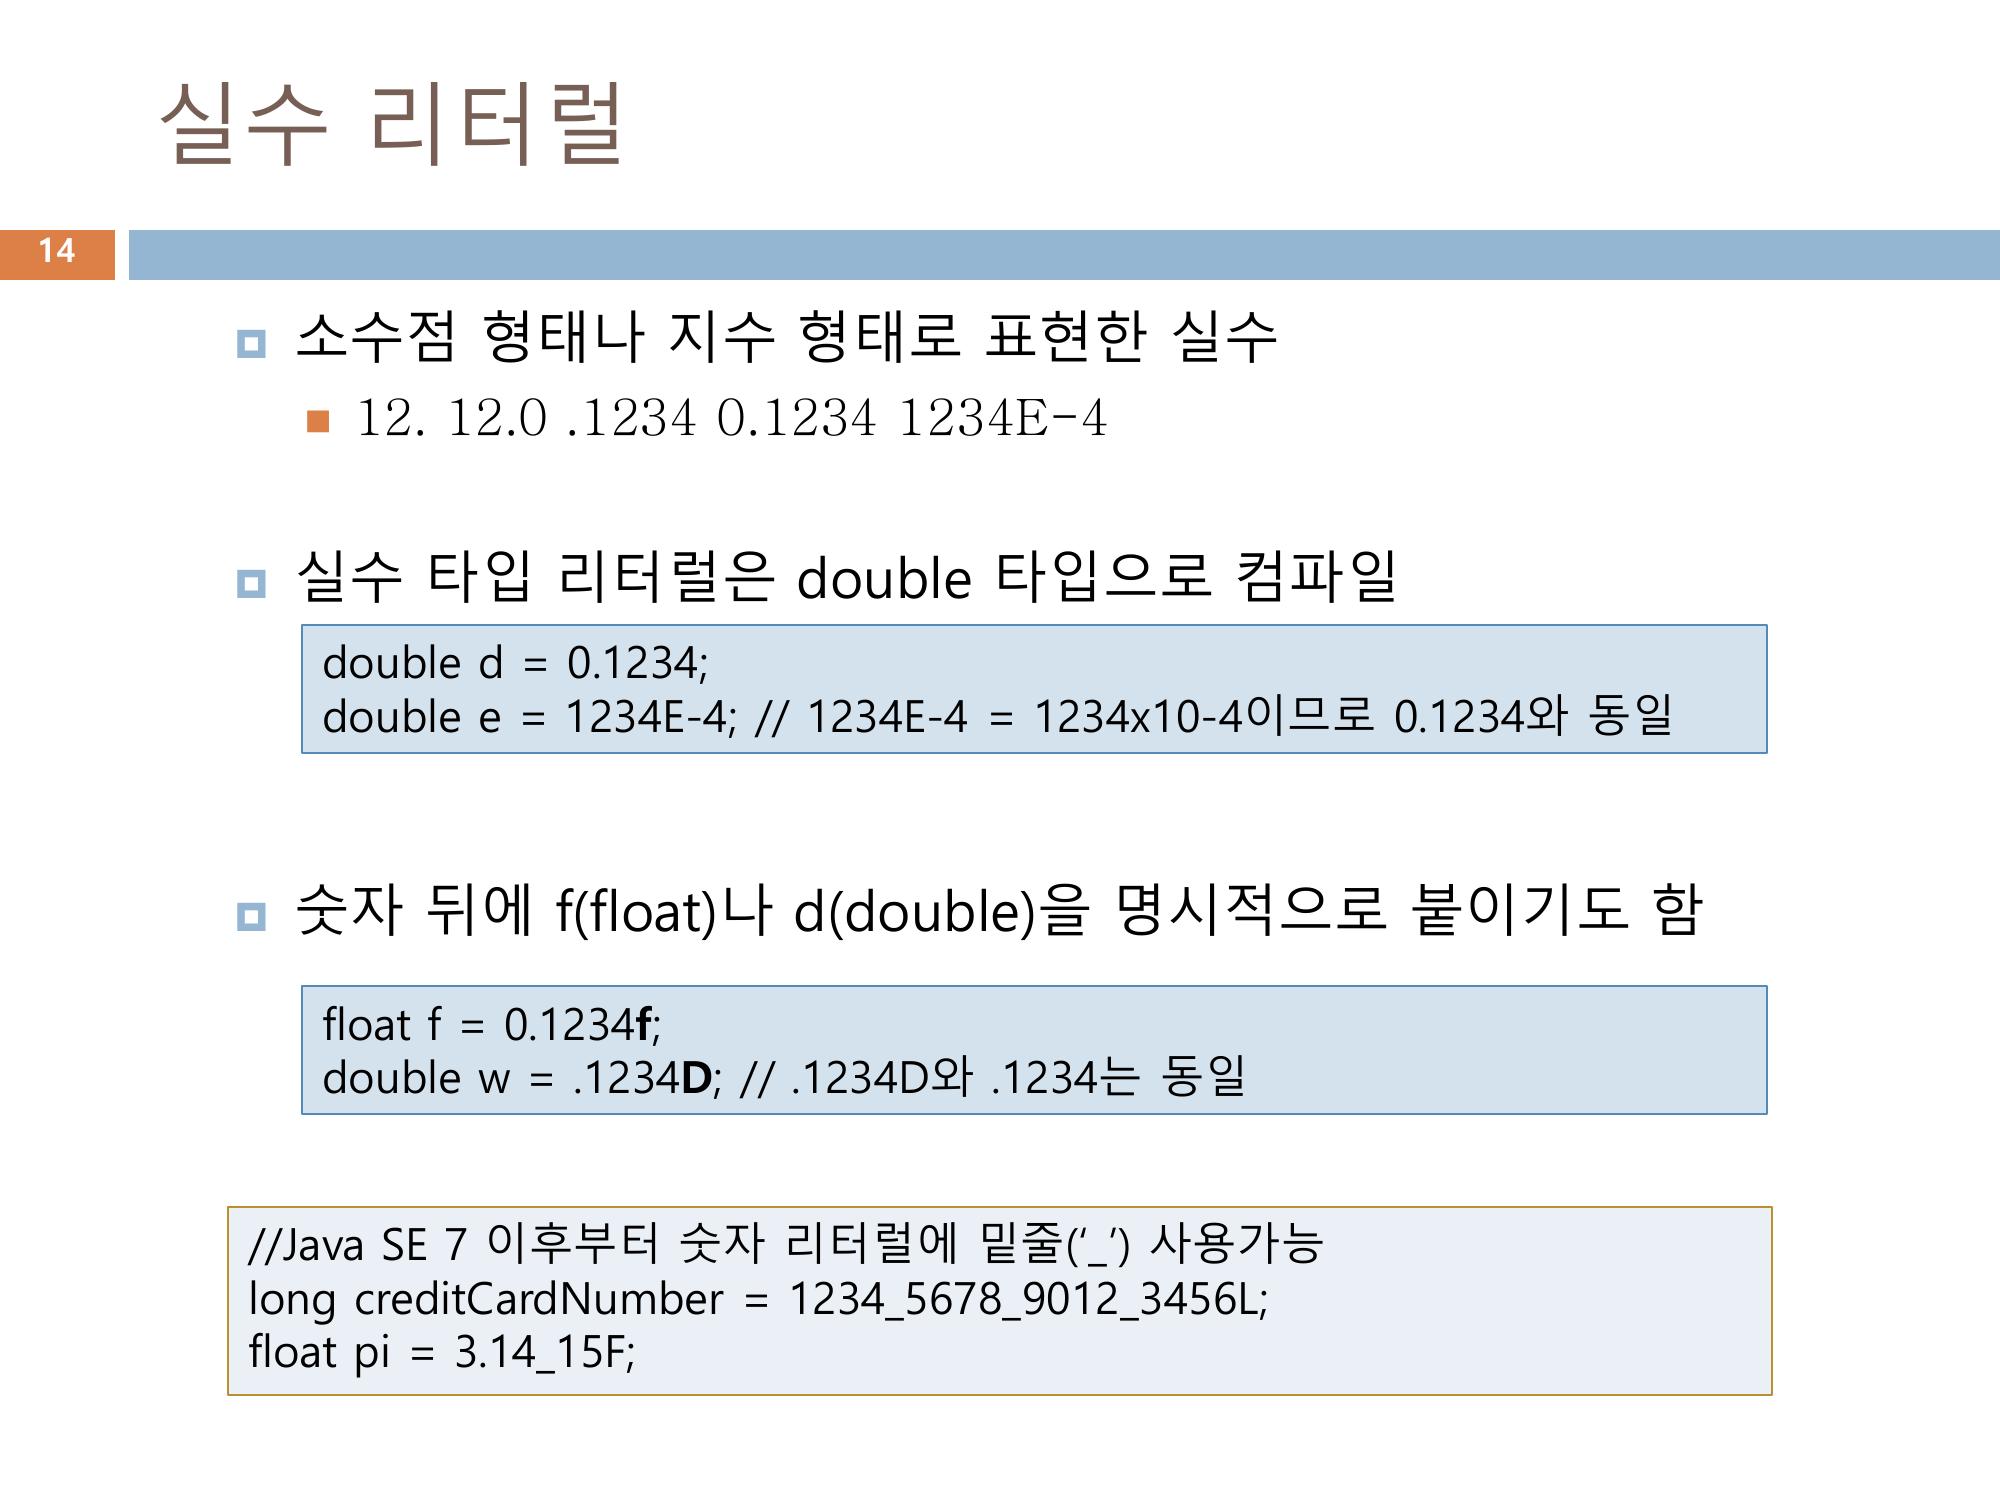 실수 리터럴
14
소수점 형태나 지수 형태로 표현한 실수
12. 12.0 .1234 0.1234 1234E-4
실수 타입 리터럴은 double 타입으로 컴파일
double d = 0.1234;
double e = 1234E-4; // 1234E-4 = 1234x10-4이므로 0.1234와 동일
숫자 뒤에 f(float)나 d(double)을 명시적으로 붙이기도 함
float f = 0.1234f;
double w = .1234D; // .1234D와 .1234는 동일
//Java SE 7 이후부터 숫자 리터럴에 밑줄(‘_’) 사용가능
long creditCardNumber = 1234_5678_9012_3456L;
float pi = 3.14_15F;